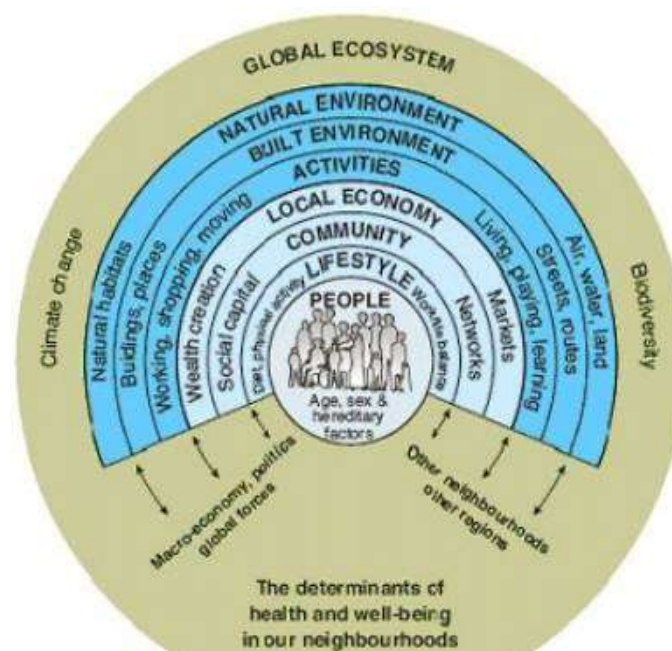 GLOBAL ECOSYSTEM
NATURAL ENVIRONMENT
BUILT ENVIRONMENT
ACTIVITIES
LOCAL ECONOMY
COMMUNITY
LIFESTYLE
PEOPLE
Age, sex &
hereditary
factors
Climate change
Natural habitats
Buidings, places
Working, shopping, moving
Wealth creation
Social capital
Diet, physical activity
Work/life balance
Networks
Markets
Living, playing, learning
Streets, routes
Air, water, land
Biodiversity
Macro-economy, politics
global forces
Other neighbourhoods
other regions
The determinants of
health and well-being
in our neighbourhoods